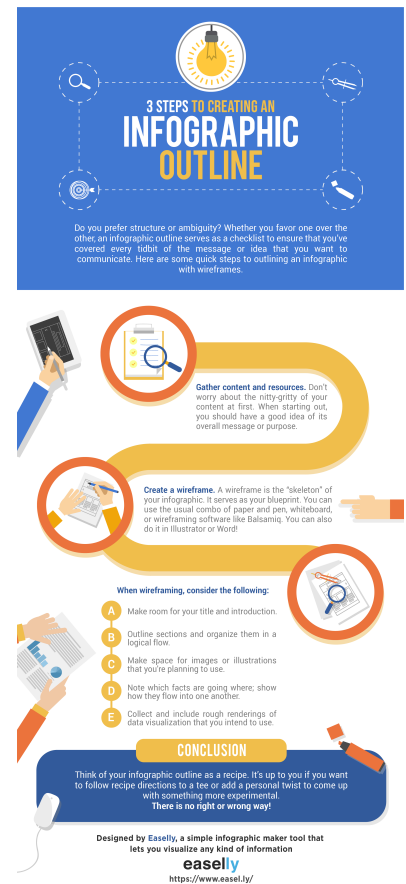 3 STEPS TO CREATING AN
INFOGRAPHIC
OUTLINE
Do you prefer structure or ambiguity? Whether you favor one over the
other, an infographic outline serves as a checklist to ensure that you've
covered every tidbit of the message or idea that you want to
communicate. Here are some quick steps to outlining an infographic
with wireframes.
Gather content and resources. Don't
worry about the nitty-gritty of your
content at first. When starting out,
you should have a good idea of its
overall message or purpose.
Create a wireframe. A wireframe is the "skeleton" of
your infographic. It serves as your blueprint. You can
use the usual combo of paper and pen, whiteboard,
or wireframing software like Balsamiq. You can also
do it in Illustrator or Word!
When wireframing, consider the following:
A Make room for your title and introduction.
B Outline sections and organize them in a
logical flow.
C Make space for images or illustrations
that you're planning to use.
D Note which facts are going where; show
how they flow into one another.
E Collect and include rough renderings of
data visualization that you intend to use.
CONCLUSION
Think of your infographic outline as a recipe. It's up to you if you want
to follow recipe directions to a tee or add a personal twist to come up
with something more experimental.
There is no right or wrong way!
Designed by Easelly, a simple infographic maker tool that
lets you visualize any kind of information
easelly
https://www.easel.ly/